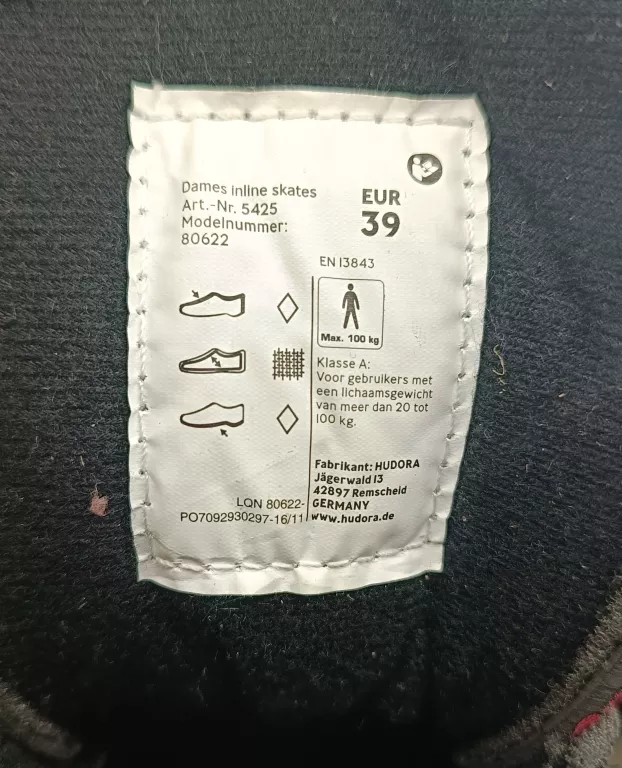 Dames inline skates
Art.-Nr. 5425
Modelnummer:
80622
EUR
39
EN 13843
Max. 100 kg
Klasse A:
Voor gebruikers met
een lichaamsgewicht
van meer dan 20 tot
100 kg.
Fabrikant: HUDORA
Jägerwald 13
42897 Remscheid
GERMANY
www.hudora.de
LQN 80622-
PO7092930297-16/11